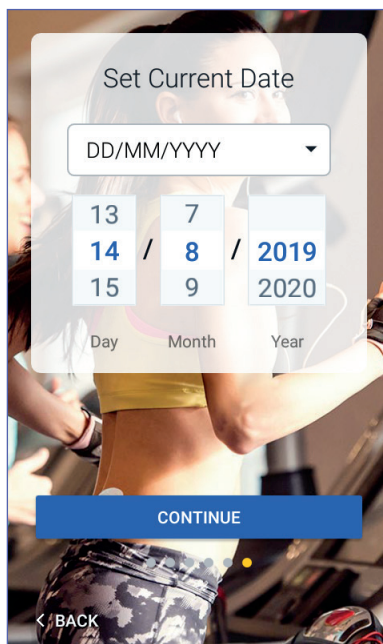 Set Current Date
DD/MM/YYYY
13 7
14 / 8 / 2019
15 9 2020
Day Month Year
CONTINUE
BACK